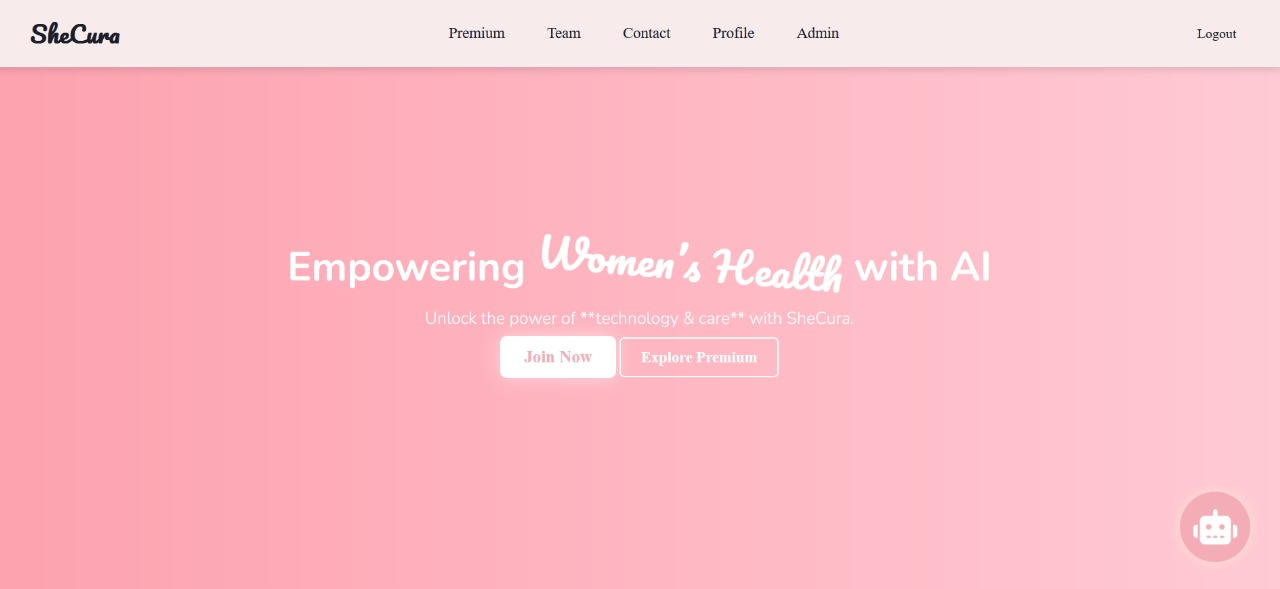 SheCura
Premium Team Contact Profile Admin
Logout
Empowering Women's Health with AI
Unlock the power of **technology & care** with SheCura.
Join Now
Explore Premium